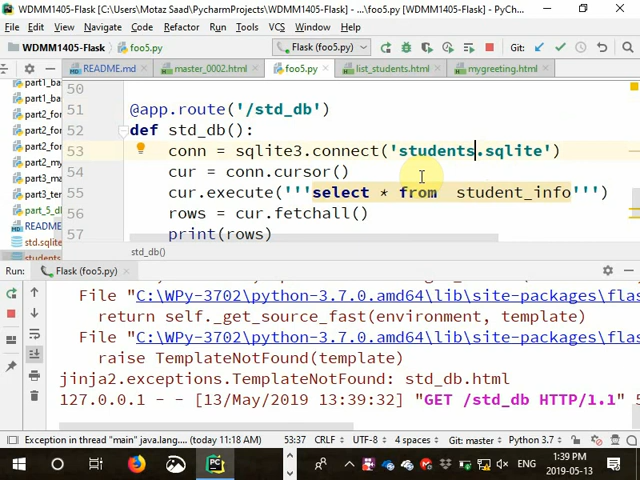 WDMM1405-Flask [C:\Users\Motaz Saad\PycharmProjects\WDMM1405-Flask] - ...\foo5.py - PyC...
File Edit View Navigate Code Refactor Run Tools VCS Window Help
WDMM1405-Flask Flask (foo5.py) Git:
README.md master_0002.html foo5.py list_students.html mygreeting.html
part1_ba 50
part1_ba 51 @app.route('/std_db')
part2_fo 52 def std_db():
part2_fo 53 conn = sqlite3.connect('students.sqlite')
part2_fo 54 cur = conn.cursor()
part2_my 55 cur.execute('''select * from student_info''')
part3_te 56 rows = cur.fetchall()
part_5_d
README 57 print(rows)
std.sqlite
students std_db()
Run: Flask (foo5.py)
File "C:\WPy-3702\python-3.7.0.amd64\lib\site-packages\flas
return self._get_source_fast(environment, template)
File "C:\WPy-3702\python-3.7.0.amd64\lib\site-packages\flas
raise TemplateNotFound(template)
jinja2.exceptions.TemplateNotFound: std_db.html
127.0.0.1 - - [13/May/2019 13:39:32] "GET /std_db HTTP/1.1" 5
Exception in thread "main" java.lang... (today 11:18 AM) 53:37 CRLF UTF-8 4 spaces Git: master Python 3.7
1:39 PM
2019-05-13